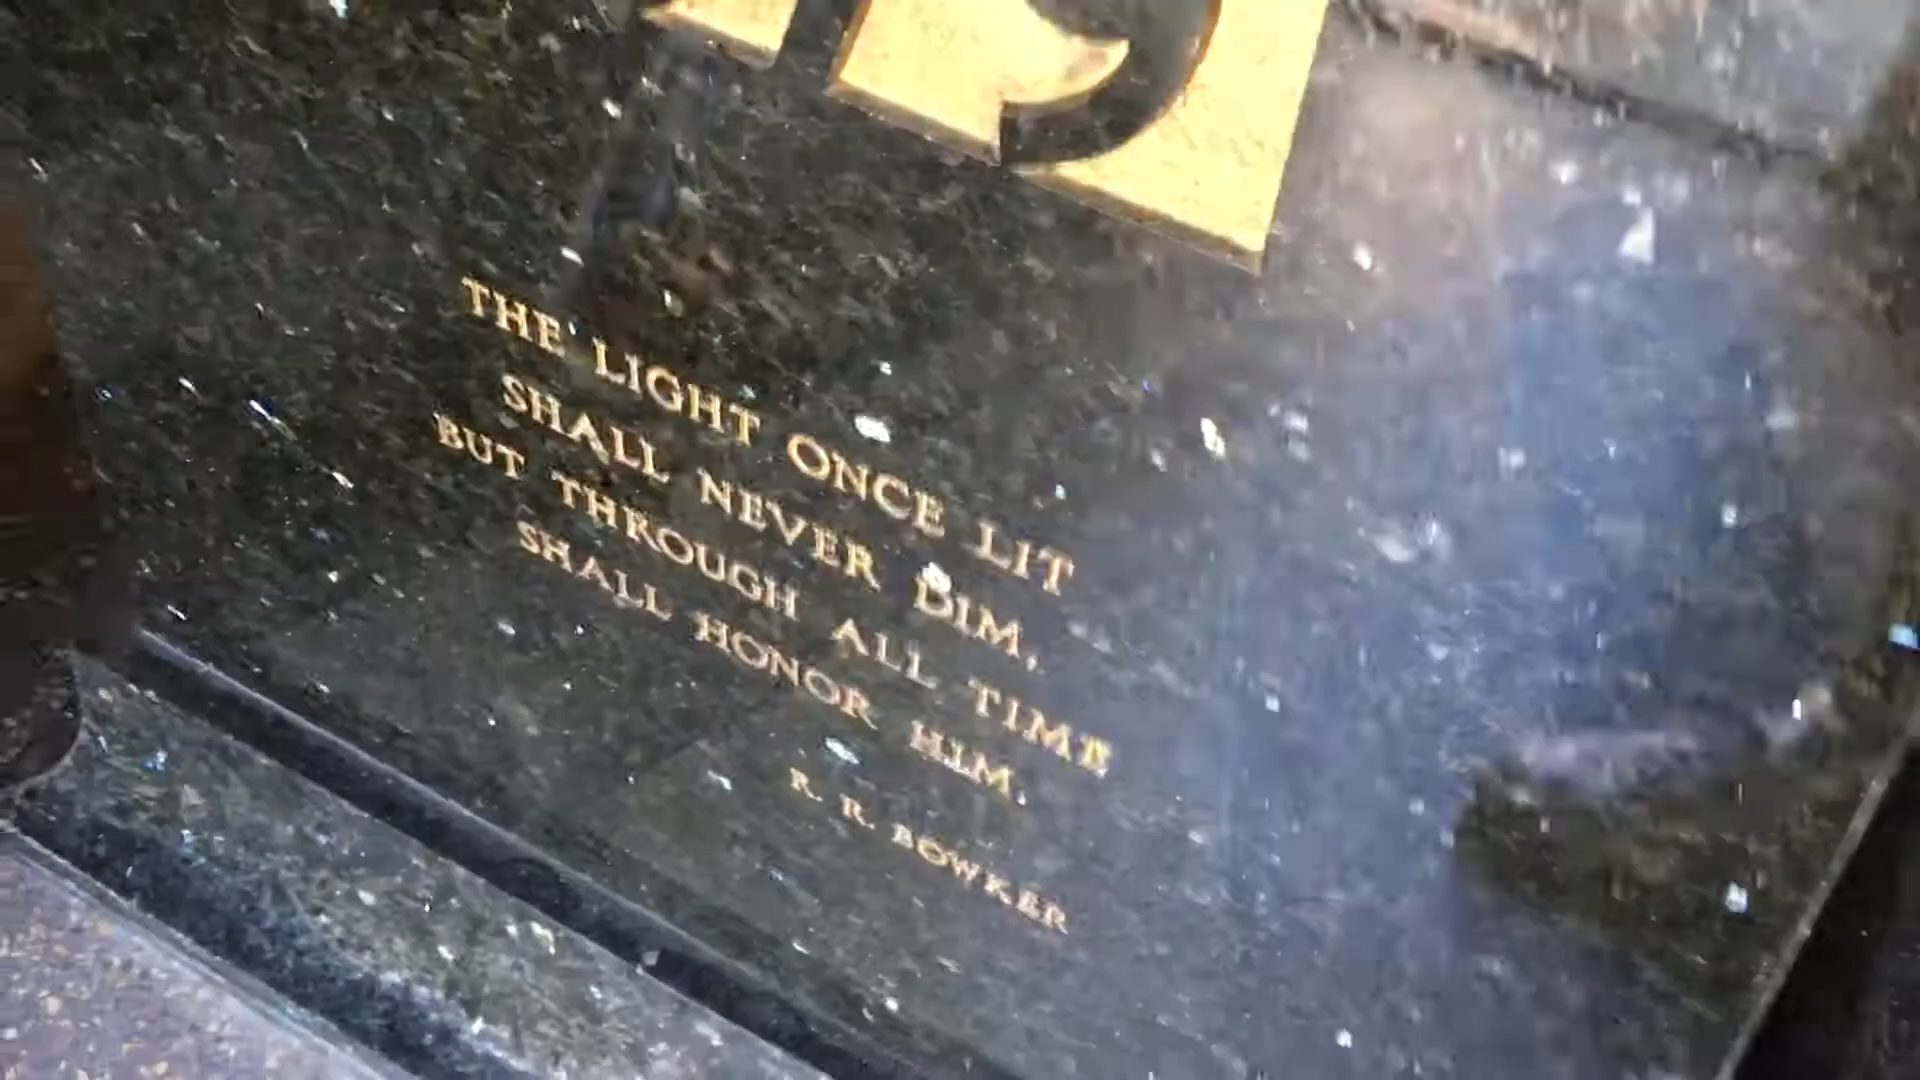 THE LIGHT ONCE LIT
SHALL NEVER DIM,
BUT THROUGH ALL TIME
SHALL HONOR HIM.
R. R. BOWKER